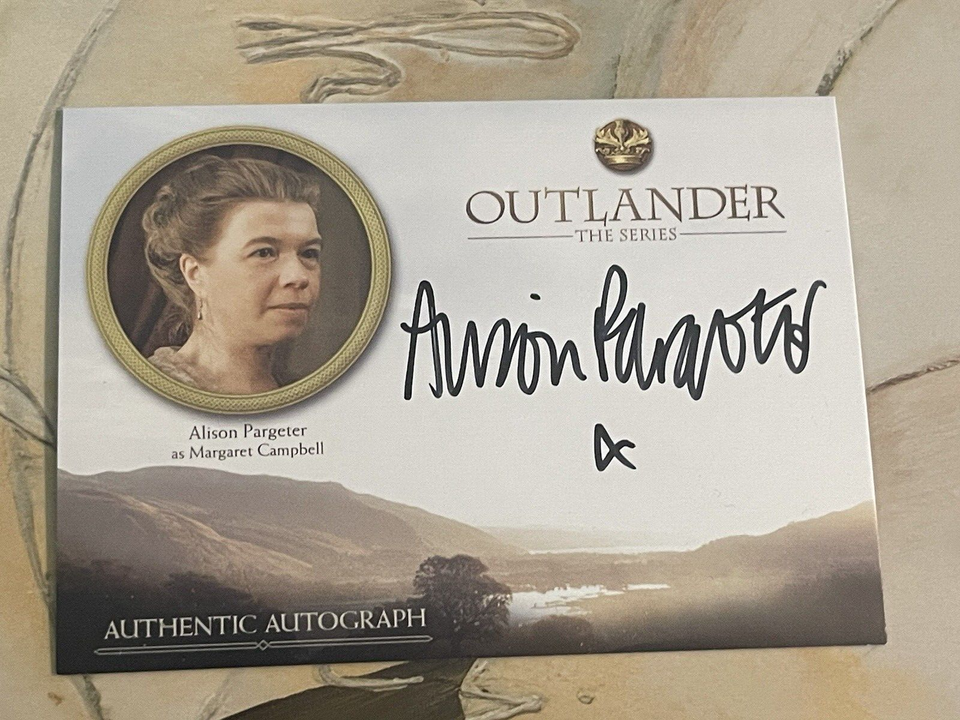 OUTLANDER
THE SERIES
Alison Pargeter
x
Alison Pargeter
as Margaret Campbell
AUTHENTIC AUTOGRAPH